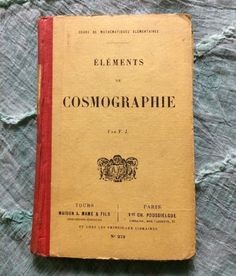 COURS DE MATHÉMATIQUES ÉLÉMENTAIRES
ÉLÉMENTS
DE
COSMOGRAPHIE
PAR F. J.
TOURS
MAISON A. MAME & FILS
PARIS
Vve CH. POUSSIELGUE
ET CHEZ LES PRINCIPAUX LIBRAIRES